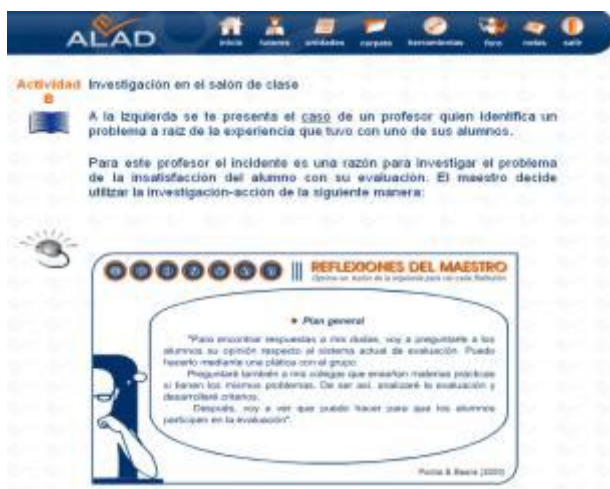 ALAD
inicio tutores unidades carpeta herramientas foro notas salir
Actividad Investigación en el salón de clase
8
A la izquierda se te presenta el caso de un profesor quien identifica un
problema a raíz de la experiencia que tuvo con uno de sus alumnos.
Para este profesor el incidente es una razón para investigar el problema
de la insatisfacción del alumno con su evaluación. El maestro decide
utilizar la investigación-acción de la siguiente manera:
REFLEXIONES DEL MAESTRO
Plan general
"Para encontrar respuestas a mis dudas, voy a preguntarle a los
alumnos su opinión respecto al sistema actual de evaluación. Puedo
hacerlo mediante una plática con el grupo.
Preguntaré también a mis colegas que enseñan materias prácticas
si tienen los mismos problemas. De ser así, analizaré la evaluación y
desarrollaré criterios.
Después, voy a ver que puedo hacer para que los alumnos
participen en la evaluación".